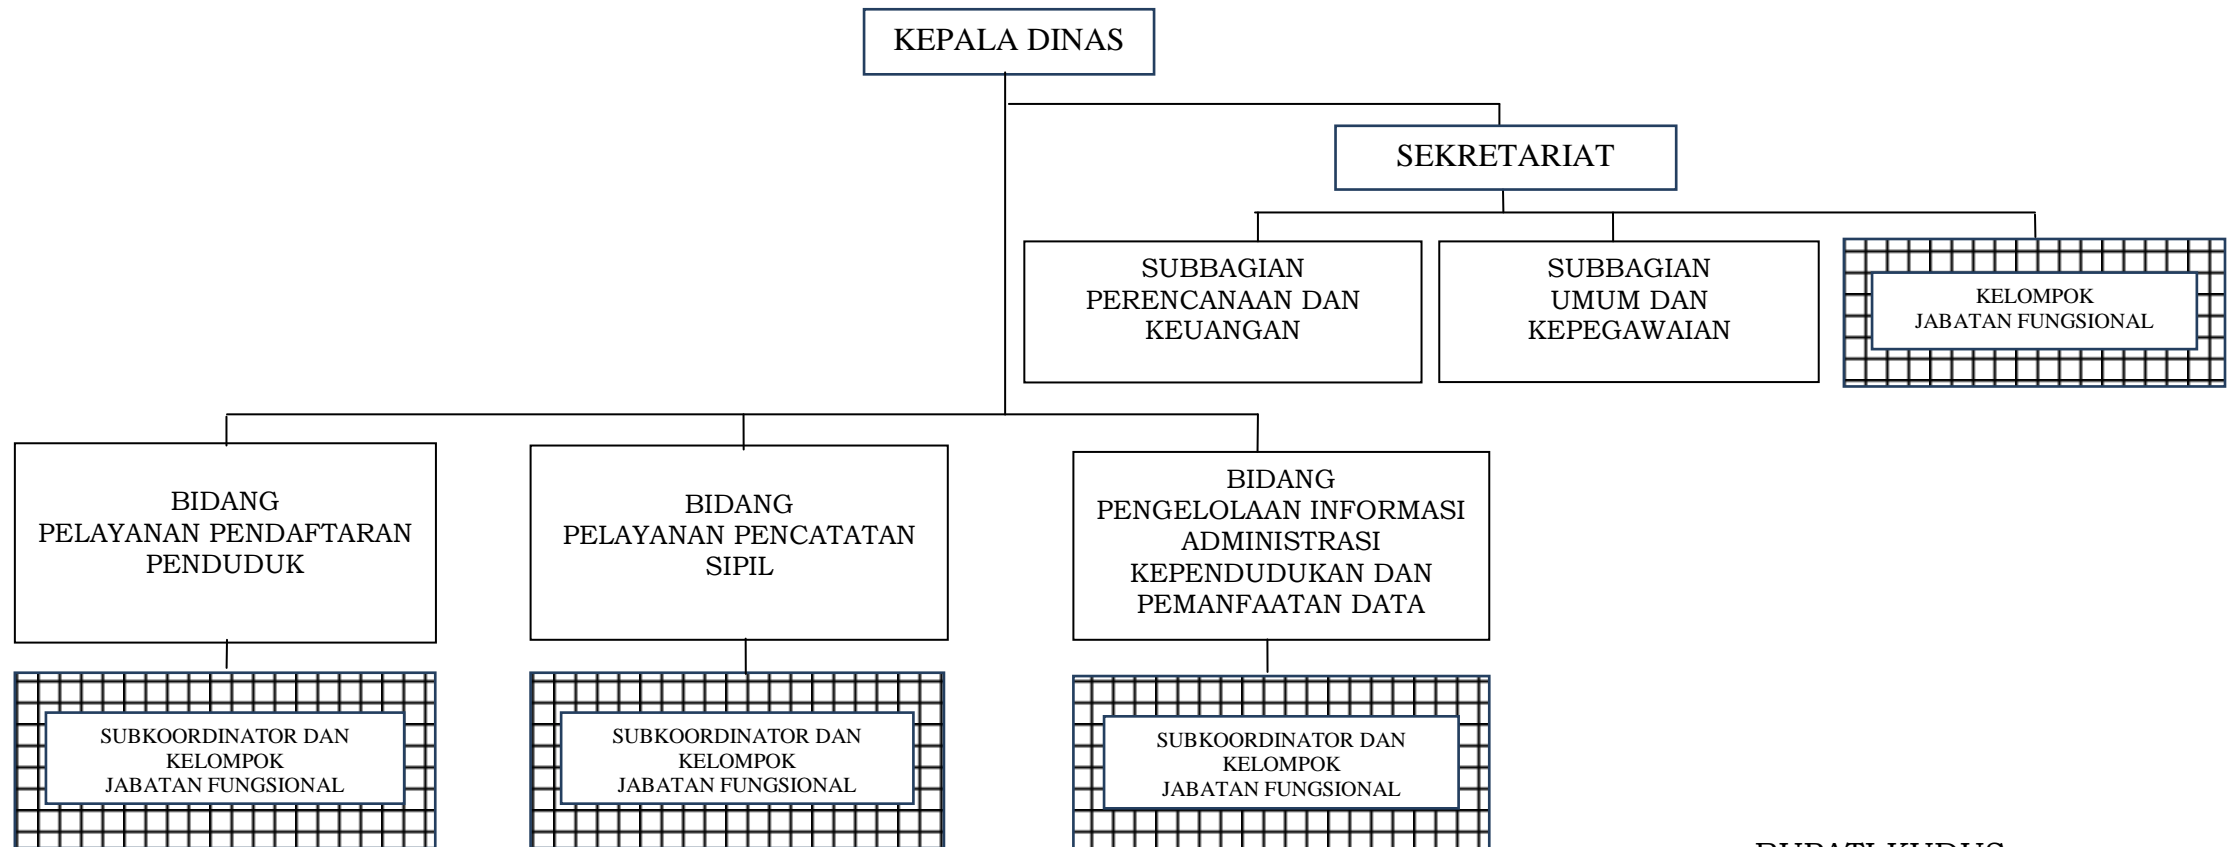 KEPALA DINAS
SEKRETARIAT
SUBBAGIAN
PERENCANAAN DAN
KEUANGAN
SUBBAGIAN
UMUM DAN
KEPEGAWAIAN
KELOMPOK
JABATAN FUNGSIONAL
BIDANG
PELAYANAN PENDAFTARAN
PENDUDUK
BIDANG
PELAYANAN PENCATATAN
SIPIL
BIDANG
PENGELOLAAN INFORMASI
ADMINISTRASI
KEPENDUDUKAN DAN
PEMANFAATAN DATA
SUBKOORDINATOR DAN
KELOMPOK
JABATAN FUNGSIONAL
SUBKOORDINATOR DAN
KELOMPOK
JABATAN FUNGSIONAL
SUBKOORDINATOR DAN
KELOMPOK
JABATAN FUNGSIONAL
BUPATI KUDUS